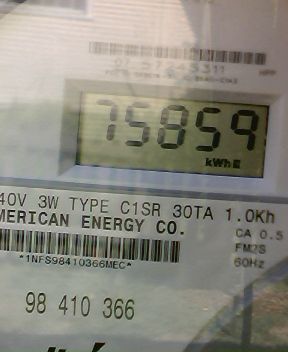 75859
kWh
40V 3W TYPE C1SR 30TA 1.0Kh
MERICAN ENERGY CO.
CA 0.5
*1NFS98410366MEC*
FM2S
60Hz
98 410 366